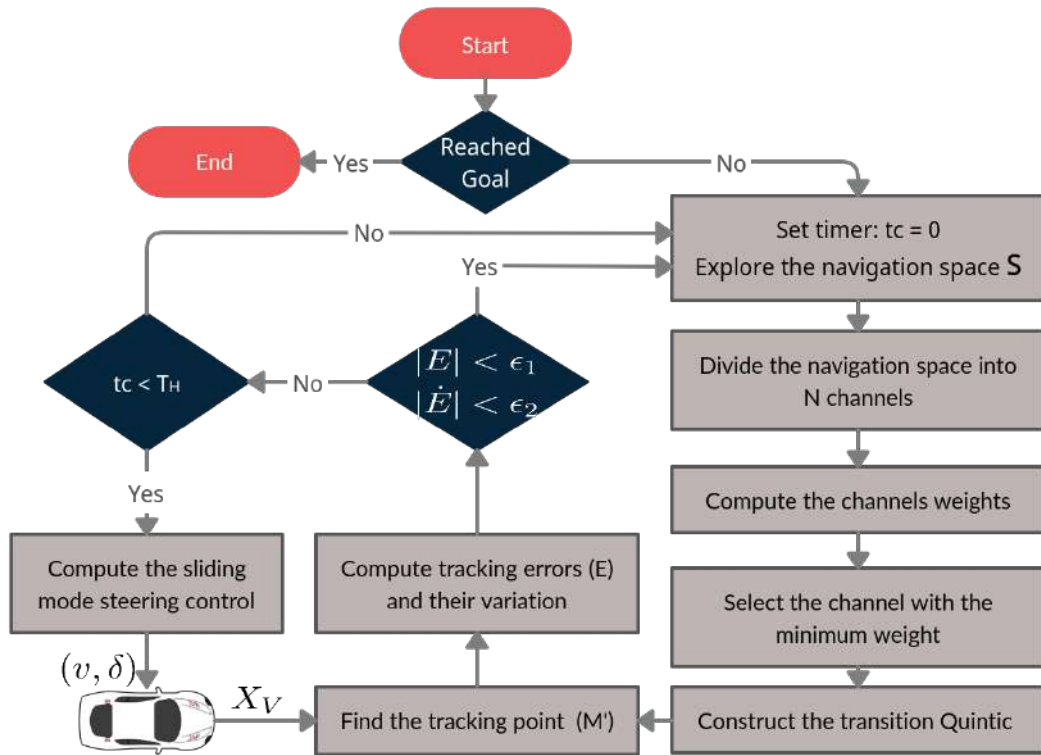 Start
Reached
Goal
Yes
End
No
Set timer: tc = 0
Explore the navigation space S
No
Yes
tc < T_H
No
|E| < ϵ₁
|Ė| < ϵ₂
Divide the navigation space into
N channels
Yes
Compute the channels weights
Compute the sliding
mode steering control
Compute tracking errors (E)
and their variation
Select the channel with the
minimum weight
(v, δ)
X_V
Find the tracking point (M')
Construct the transition Quintic